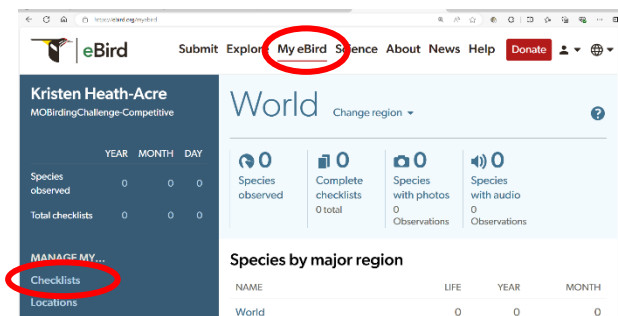 https://ebird.org/myebird
eBird Submit Explore My eBird Science About News Help Donate
Kristen Heath-Acre
MOBirdingChallenge-Competitive
YEAR MONTH DAY
Species observed 0 0 0
Total checklists 0 0 0
MANAGE MY...
Checklists
Locations
World Change region
?
0 Species observed
0 Complete checklists
0 total
0 Species with photos
0 Observations
0 Species with audio
0 Observations
Species by major region
NAME LIFE YEAR MONTH
World 0 0 0